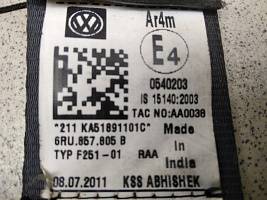 Ar4m
E4
0540203
IS 15140:2003
TAC NO:AA0038
*211 KA51891101C*
Made
6RU.857.805 B
in
TYP F251-01 RAA
India
08.07.2011 KSS ABHISHEK